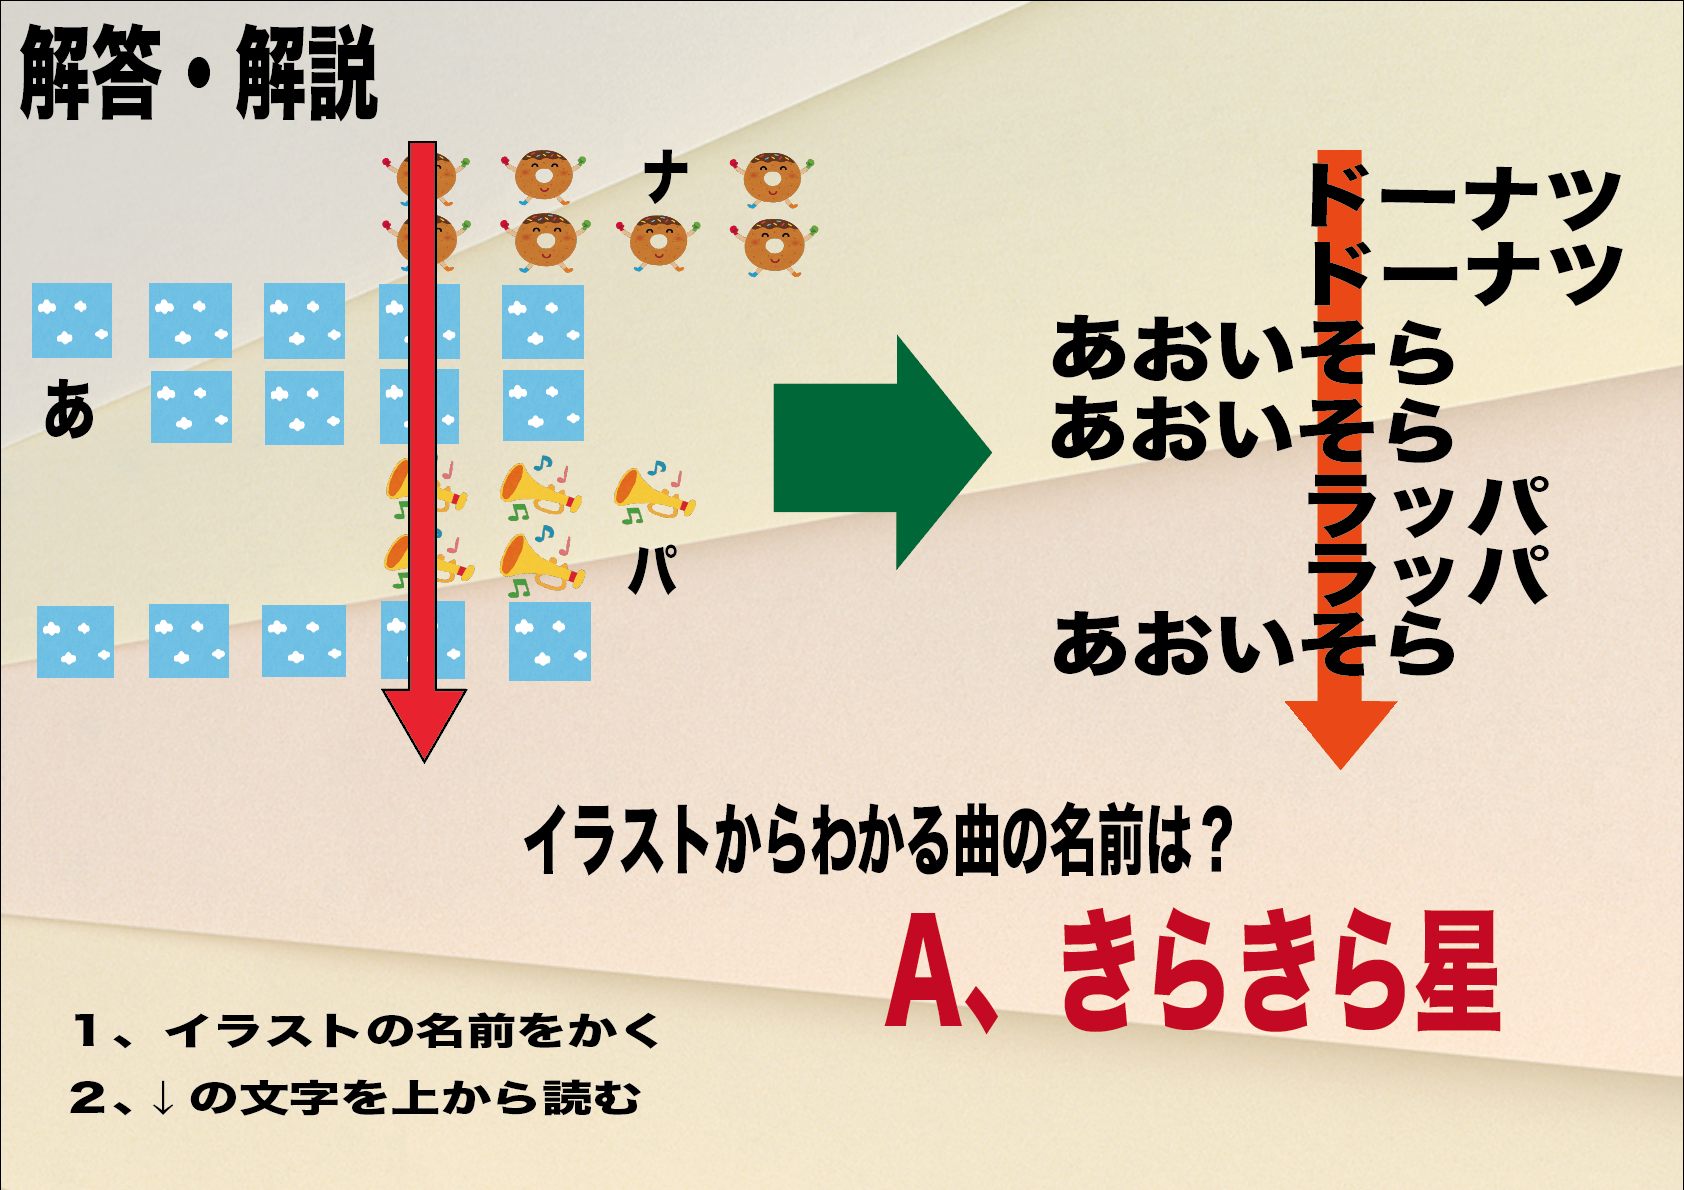 解答・解説
ナ
あ
パ
ドーナツ
ドーナツ
あおいそら
あおいそら
ラッパ
ラッパ
あおいそら
イラストからわかる曲の名前は？
A、きらきら星
１、イラストの名前をかく
２、↓の文字を上から読む